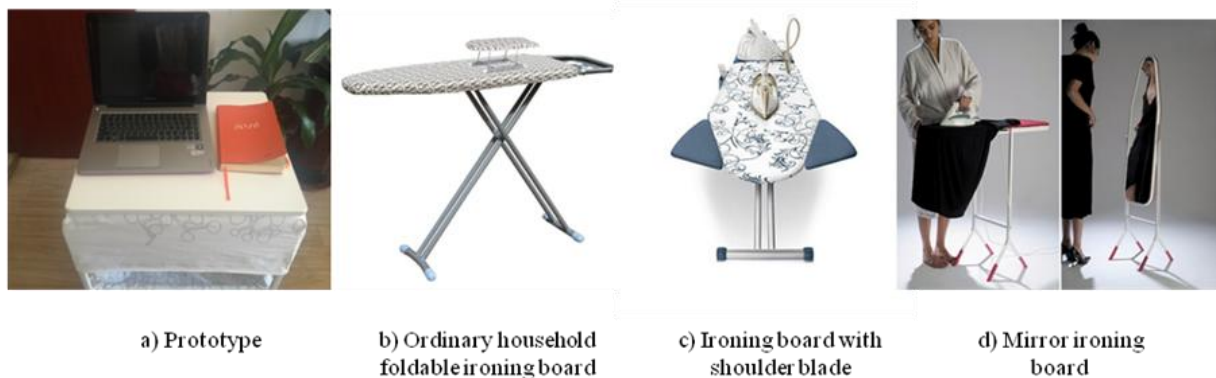 a) Prototype
b) Ordinary household
foldable ironing board
c) Ironing board with
shoulder blade
d) Mirror ironing
board